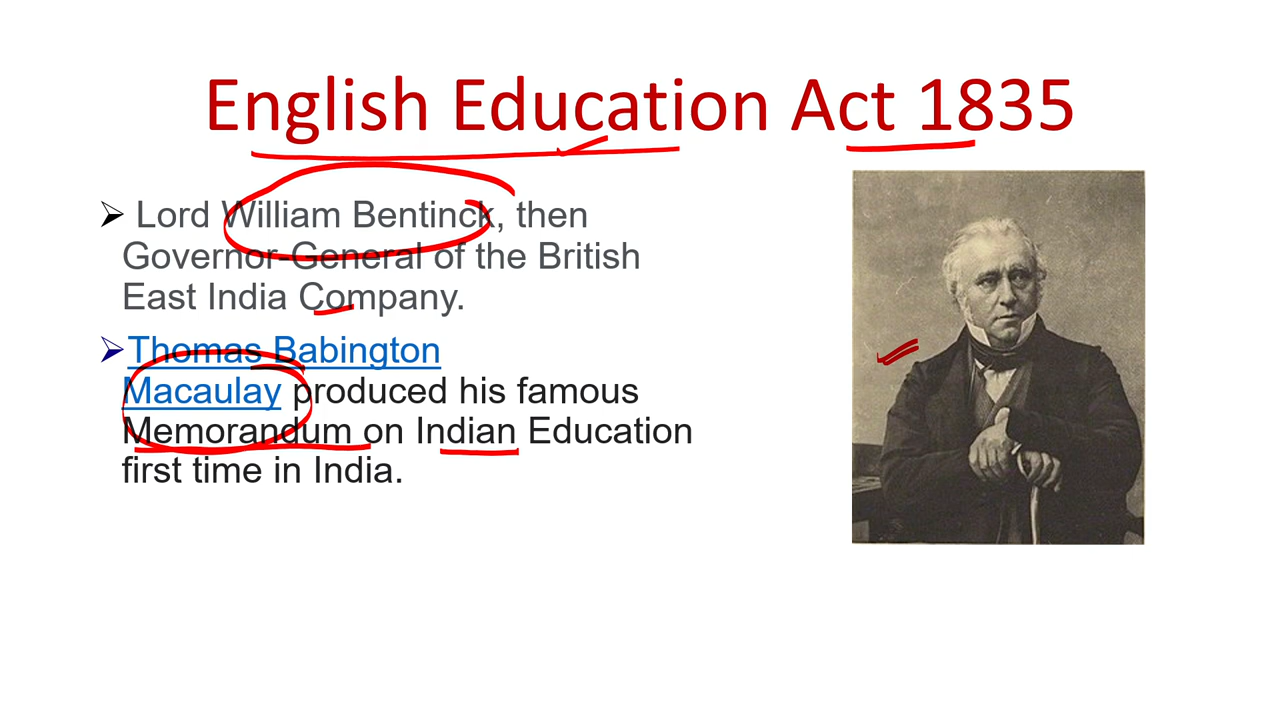 English Education Act 1835
➢ Lord William Bentinck, then
Governor-General of the British
East India Company.
➢Thomas Babington
Macaulay produced his famous
Memorandum on Indian Education
first time in India.